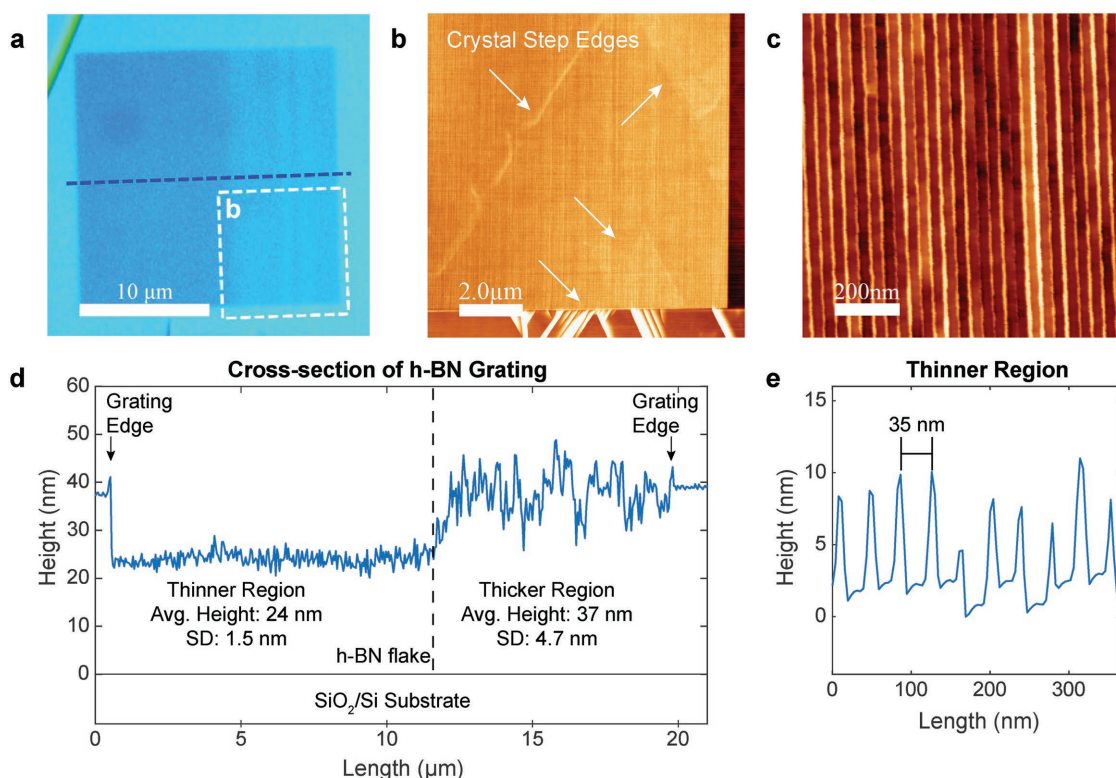 a
b
10 μm
b
Crystal Step Edges
2.0μm
c
200nm
d
Cross-section of h-BN Grating
60
50
40
30
20
10
0
Height (nm)
Grating
Edge
Grating
Edge
Thinner Region
Avg. Height: 24 nm
SD: 1.5 nm
Thicker Region
Avg. Height: 37 nm
SD: 4.7 nm
h-BN flake
SiO₂/Si Substrate
0 5 10 15 20
Length (μm)
e
Thinner Region
15
10
5
0
Height (nm)
35 nm
0 100 200 300
Length (nm)